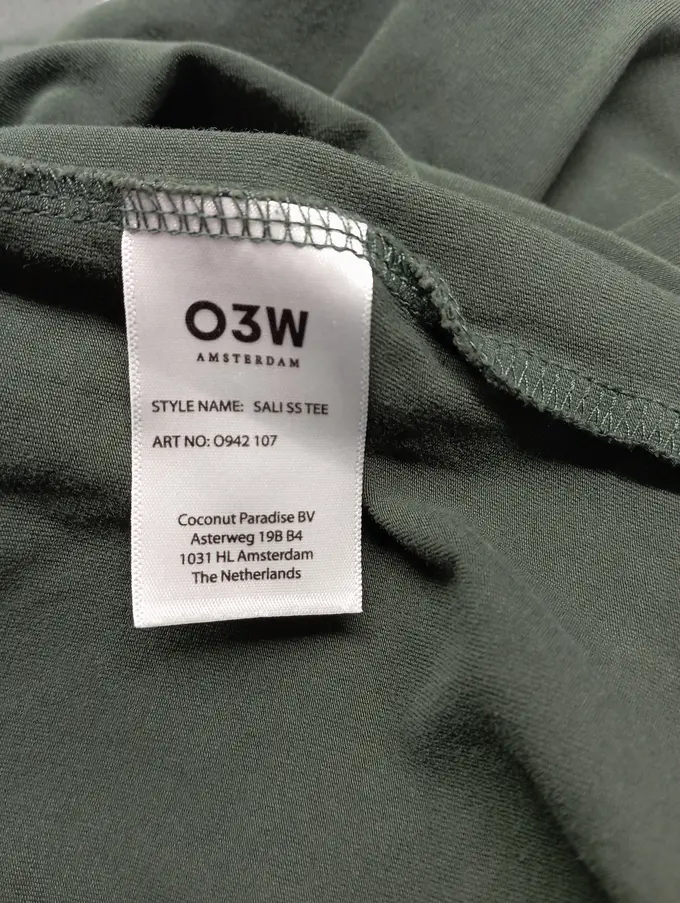 O3W
AMSTERDAM
STYLE NAME: SALI SS TEE
ART NO: O942 107
Coconut Paradise BV
Asterweg 19B B4
1031 HL Amsterdam
The Netherlands